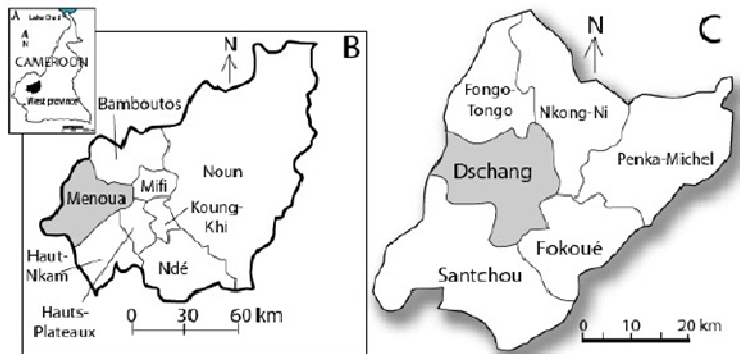 A
Lake Chad
A
N
CAMEROON
West province
B
N
Bamboutos
Noun
Mifi
Menoua
Koung-
Khi
Haut-
Nkam
Ndé
Hauts-
Plateaux
0 30 60 km
C
N
Fongo-
Tongo
Nkong-Ni
Penka-Michel
Dschang
Fokoué
Santchou
0 10 20 km